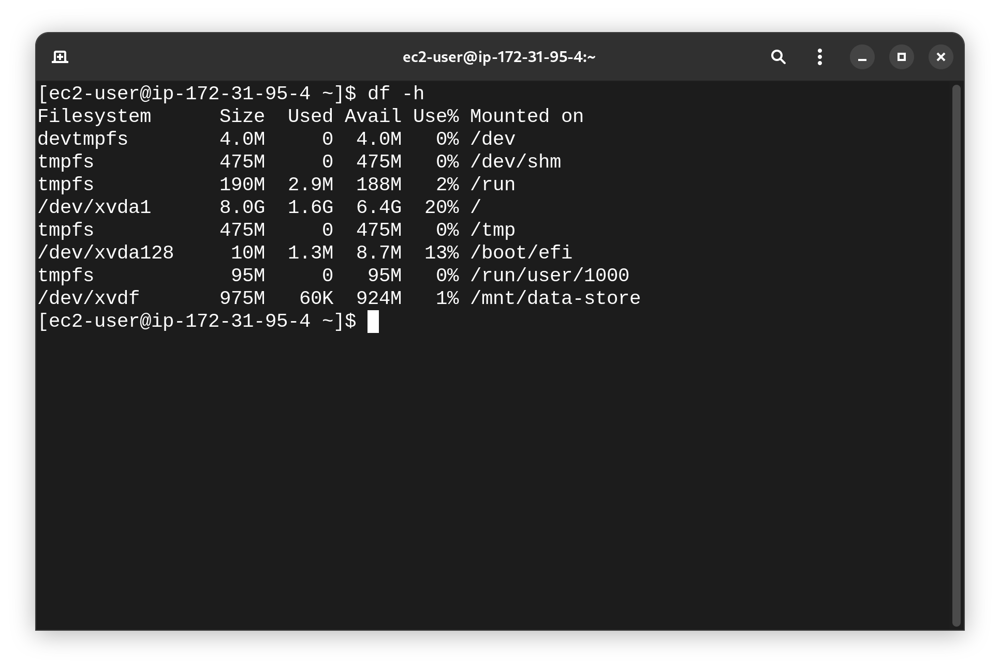 ec2-user@ip-172-31-95-4:~
[ec2-user@ip-172-31-95-4 ~]$ df -h
Filesystem      Size  Used Avail Use% Mounted on
devtmpfs        4.0M     0  4.0M   0% /dev
tmpfs           475M     0  475M   0% /dev/shm
tmpfs           190M  2.9M  188M   2% /run
/dev/xvda1      8.0G  1.6G  6.4G  20% /
tmpfs           475M     0  475M   0% /tmp
/dev/xvda128     10M  1.3M  8.7M  13% /boot/efi
tmpfs            95M     0   95M   0% /run/user/1000
/dev/xvdf       975M   60K  924M   1% /mnt/data-store
[ec2-user@ip-172-31-95-4 ~]$